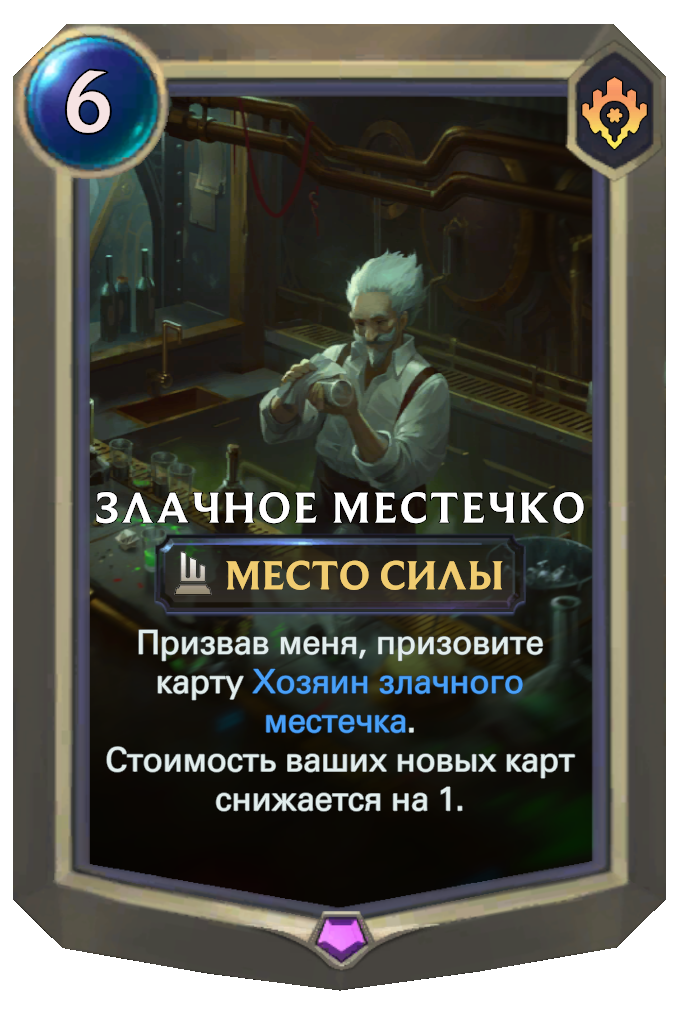 6
ЗЛАЧНОЕ МЕСТЕЧКО
МЕСТО СИЛЫ
Призвав меня, призовите
карту Хозяин злачного
местечка.
Стоимость ваших новых карт
снижается на 1.